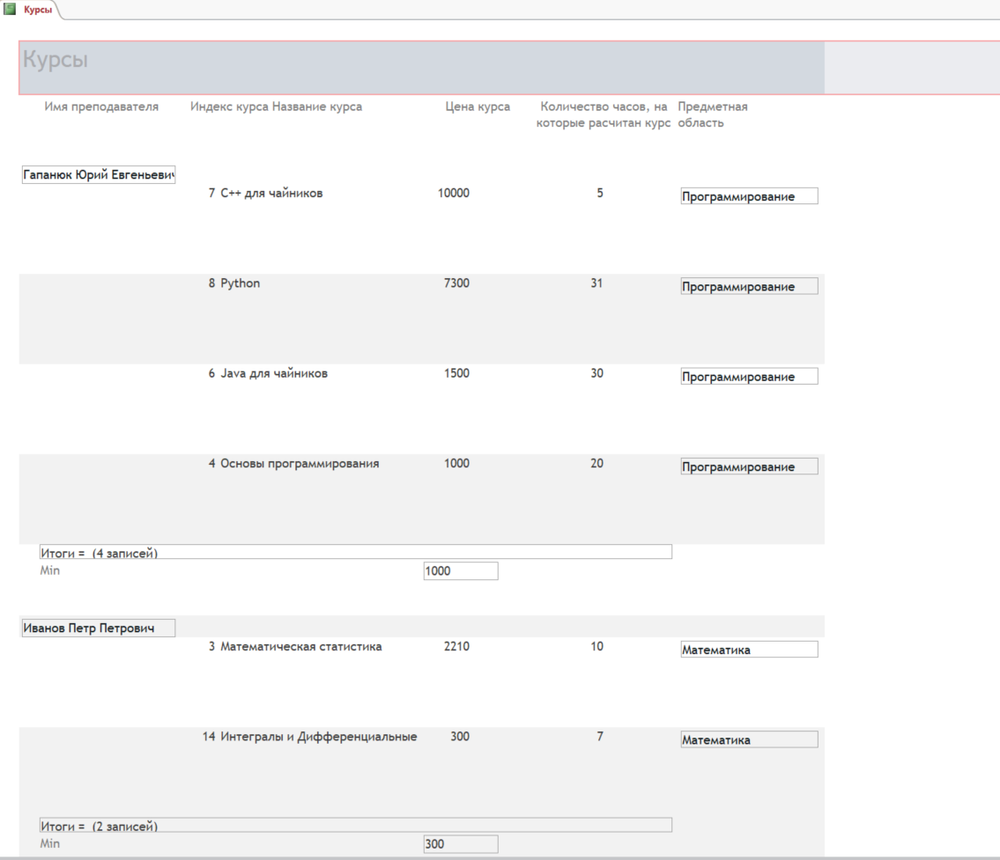 Курсы
Курсы
Имя преподавателя Индекс курса Название курса Цена курса Количество часов, на Предметная
которые расчитан курс область
Гапанюк Юрий Евгеньевич
7 C++ для чайников 10000 5 Программирование
8 Python 7300 31 Программирование
6 Java для чайников 1500 30 Программирование
4 Основы программирования 1000 20 Программирование
Итоги = (4 записей)
Min 1000
Иванов Петр Петрович
3 Математическая статистика 2210 10 Математика
14 Интегралы и Дифференциальные 300 7 Математика
Итоги = (2 записей)
Min 300